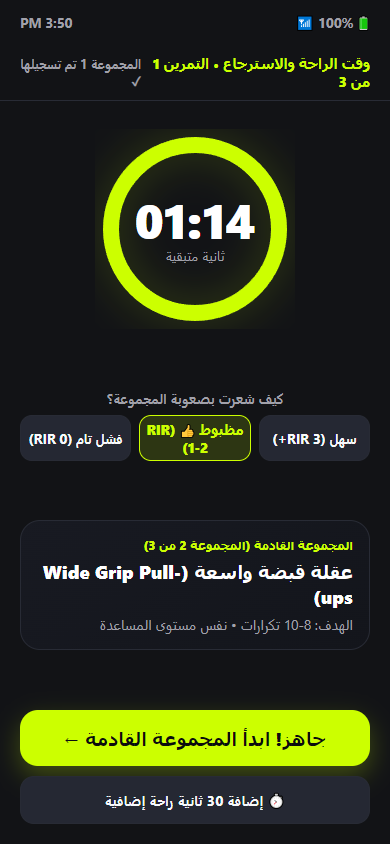 PM 3:50
100%
وقت الراحة والاسترجاع • التمرين 1
من 3
المجموعة 1 تم تسجيلها
✓
01:14
ثانية متبقية
كيف شعرت بصعوبة المجموعة؟
سهل (RIR 3+)
مظبوط 👍 (RIR
1-2)
فشل تام (RIR 0)
المجموعة القادمة (المجموعة 2 من 3)
عقلة قبضة واسعة (Wide Grip Pull-
ups)
الهدف: 8-10 تكرارات • نفس مستوى المساعدة
جاهز! ابدأ المجموعة القادمة ←
⏱ إضافة 30 ثانية راحة إضافية